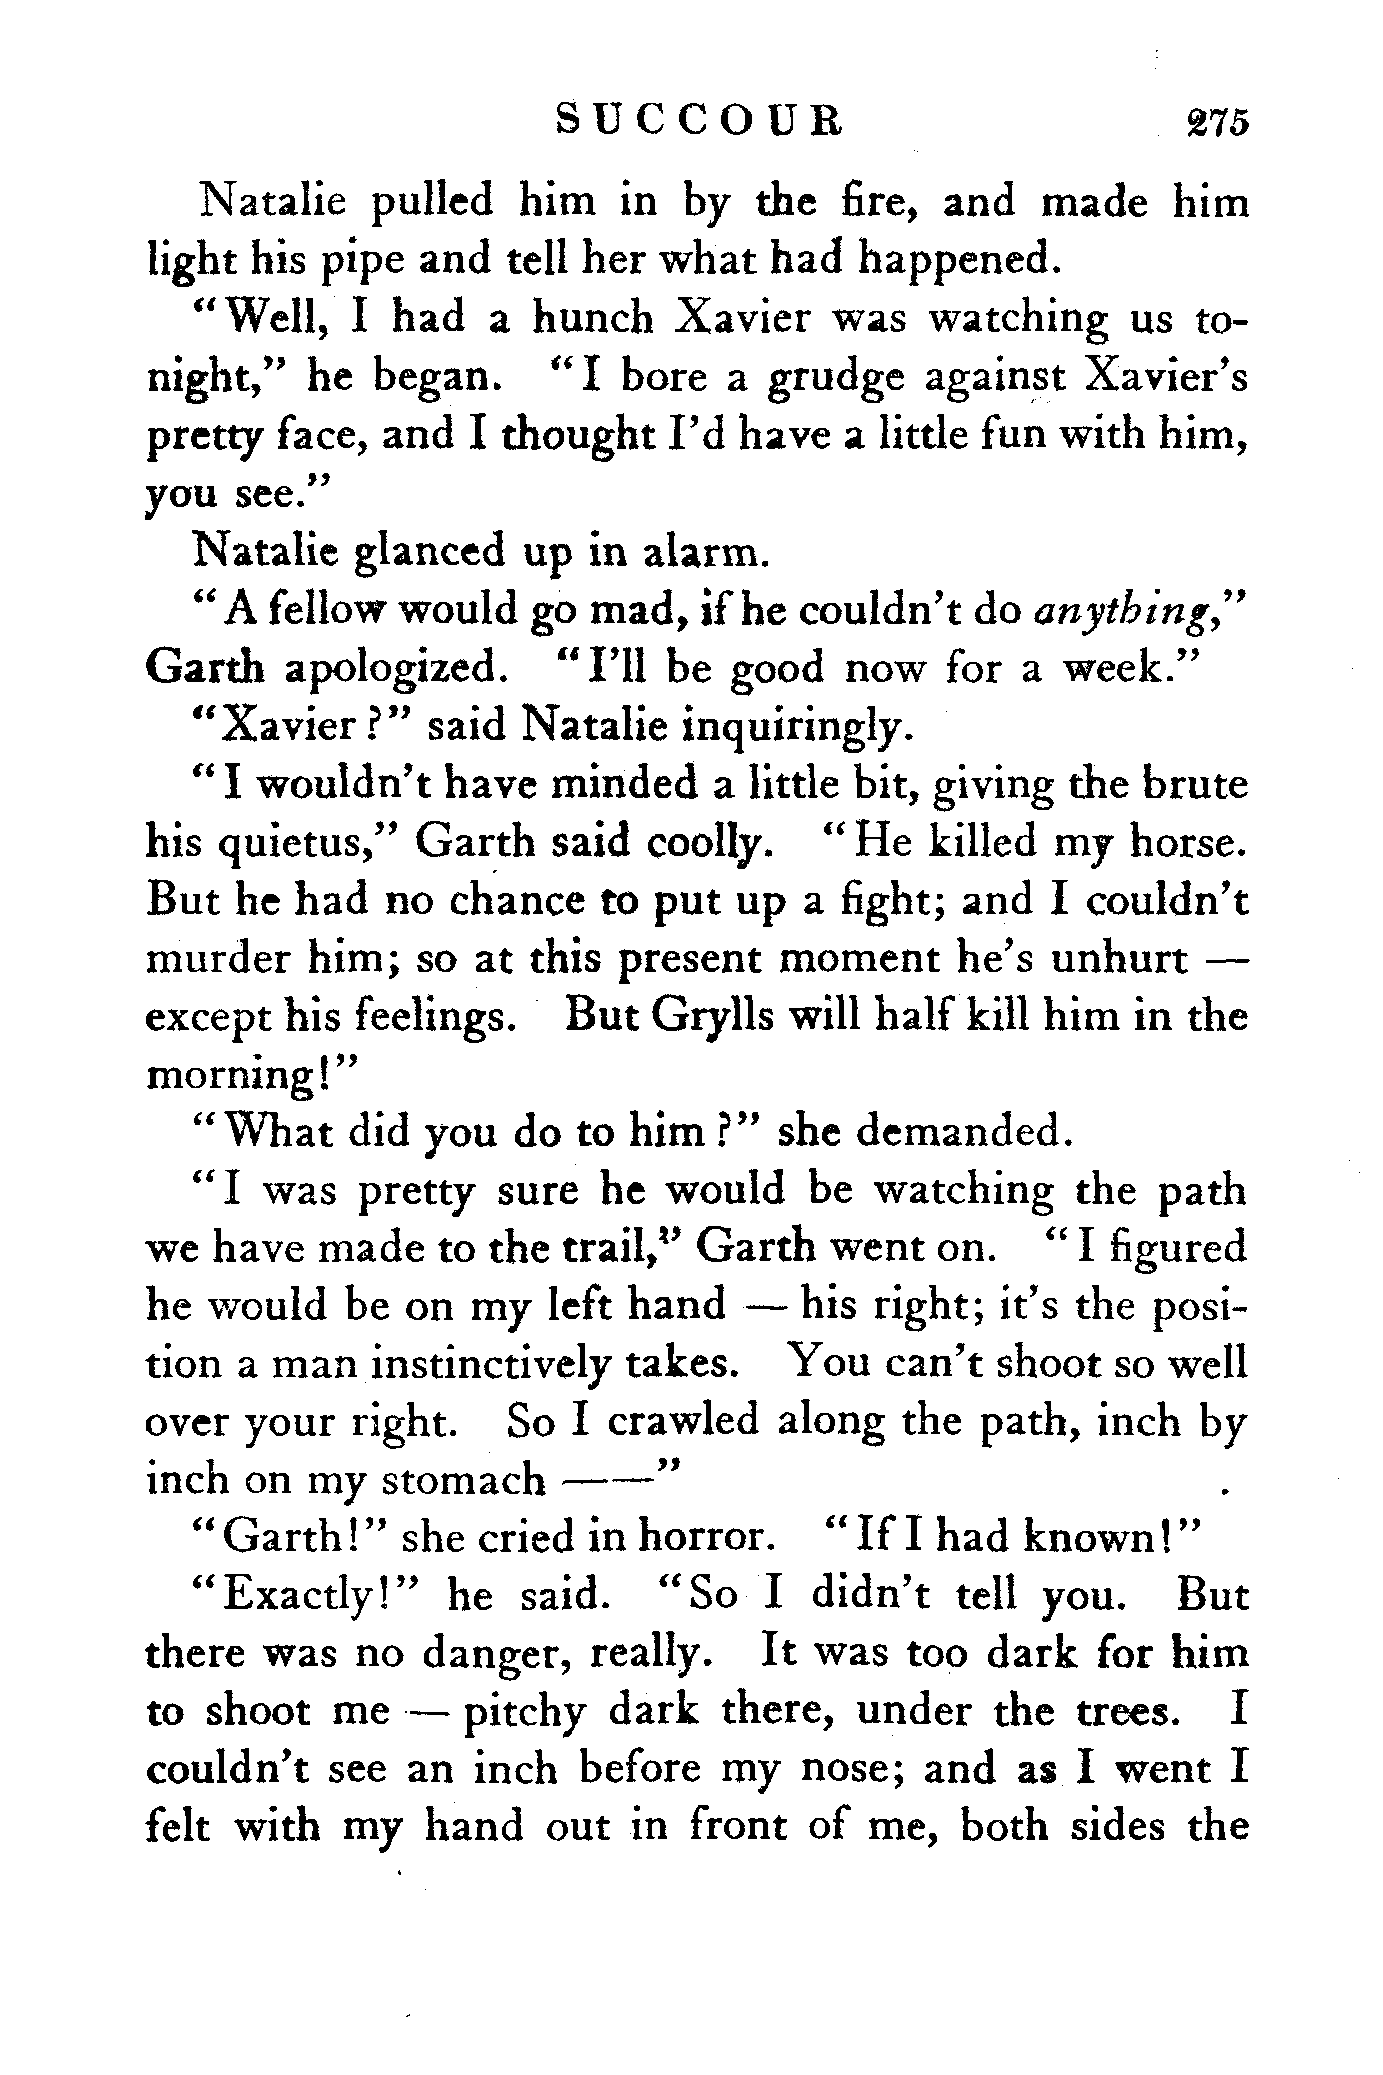 SUCCOUR 275
Natalie pulled him in by the fire, and made him
light his pipe and tell her what had happened.
“Well, I had a hunch Xavier was watching us to-
night,” he began. “I bore a grudge against Xavier’s
pretty face, and I thought I’d have a little fun with him,
you see.”
Natalie glanced up in alarm.
“A fellow would go mad, if he couldn’t do anything,”
Garth apologized. “I’ll be good now for a week.”
“Xavier?” said Natalie inquiringly.
“I wouldn’t have minded a little bit, giving the brute
his quietus,” Garth said coolly. “He killed my horse.
But he had no chance to put up a fight; and I couldn’t
murder him; so at this present moment he’s unhurt —
except his feelings. But Grylls will half kill him in the
morning!”
“What did you do to him?” she demanded.
“I was pretty sure he would be watching the path
we have made to the trail,” Garth went on. “I figured
he would be on my left hand — his right; it’s the posi-
tion a man instinctively takes. You can’t shoot so well
over your right. So I crawled along the path, inch by
inch on my stomach ——”
“Garth!” she cried in horror. “If I had known!”
“Exactly!” he said. “So I didn’t tell you. But
there was no danger, really. It was too dark for him
to shoot me — pitchy dark there, under the trees. I
couldn’t see an inch before my nose; and as I went I
felt with my hand out in front of me, both sides the